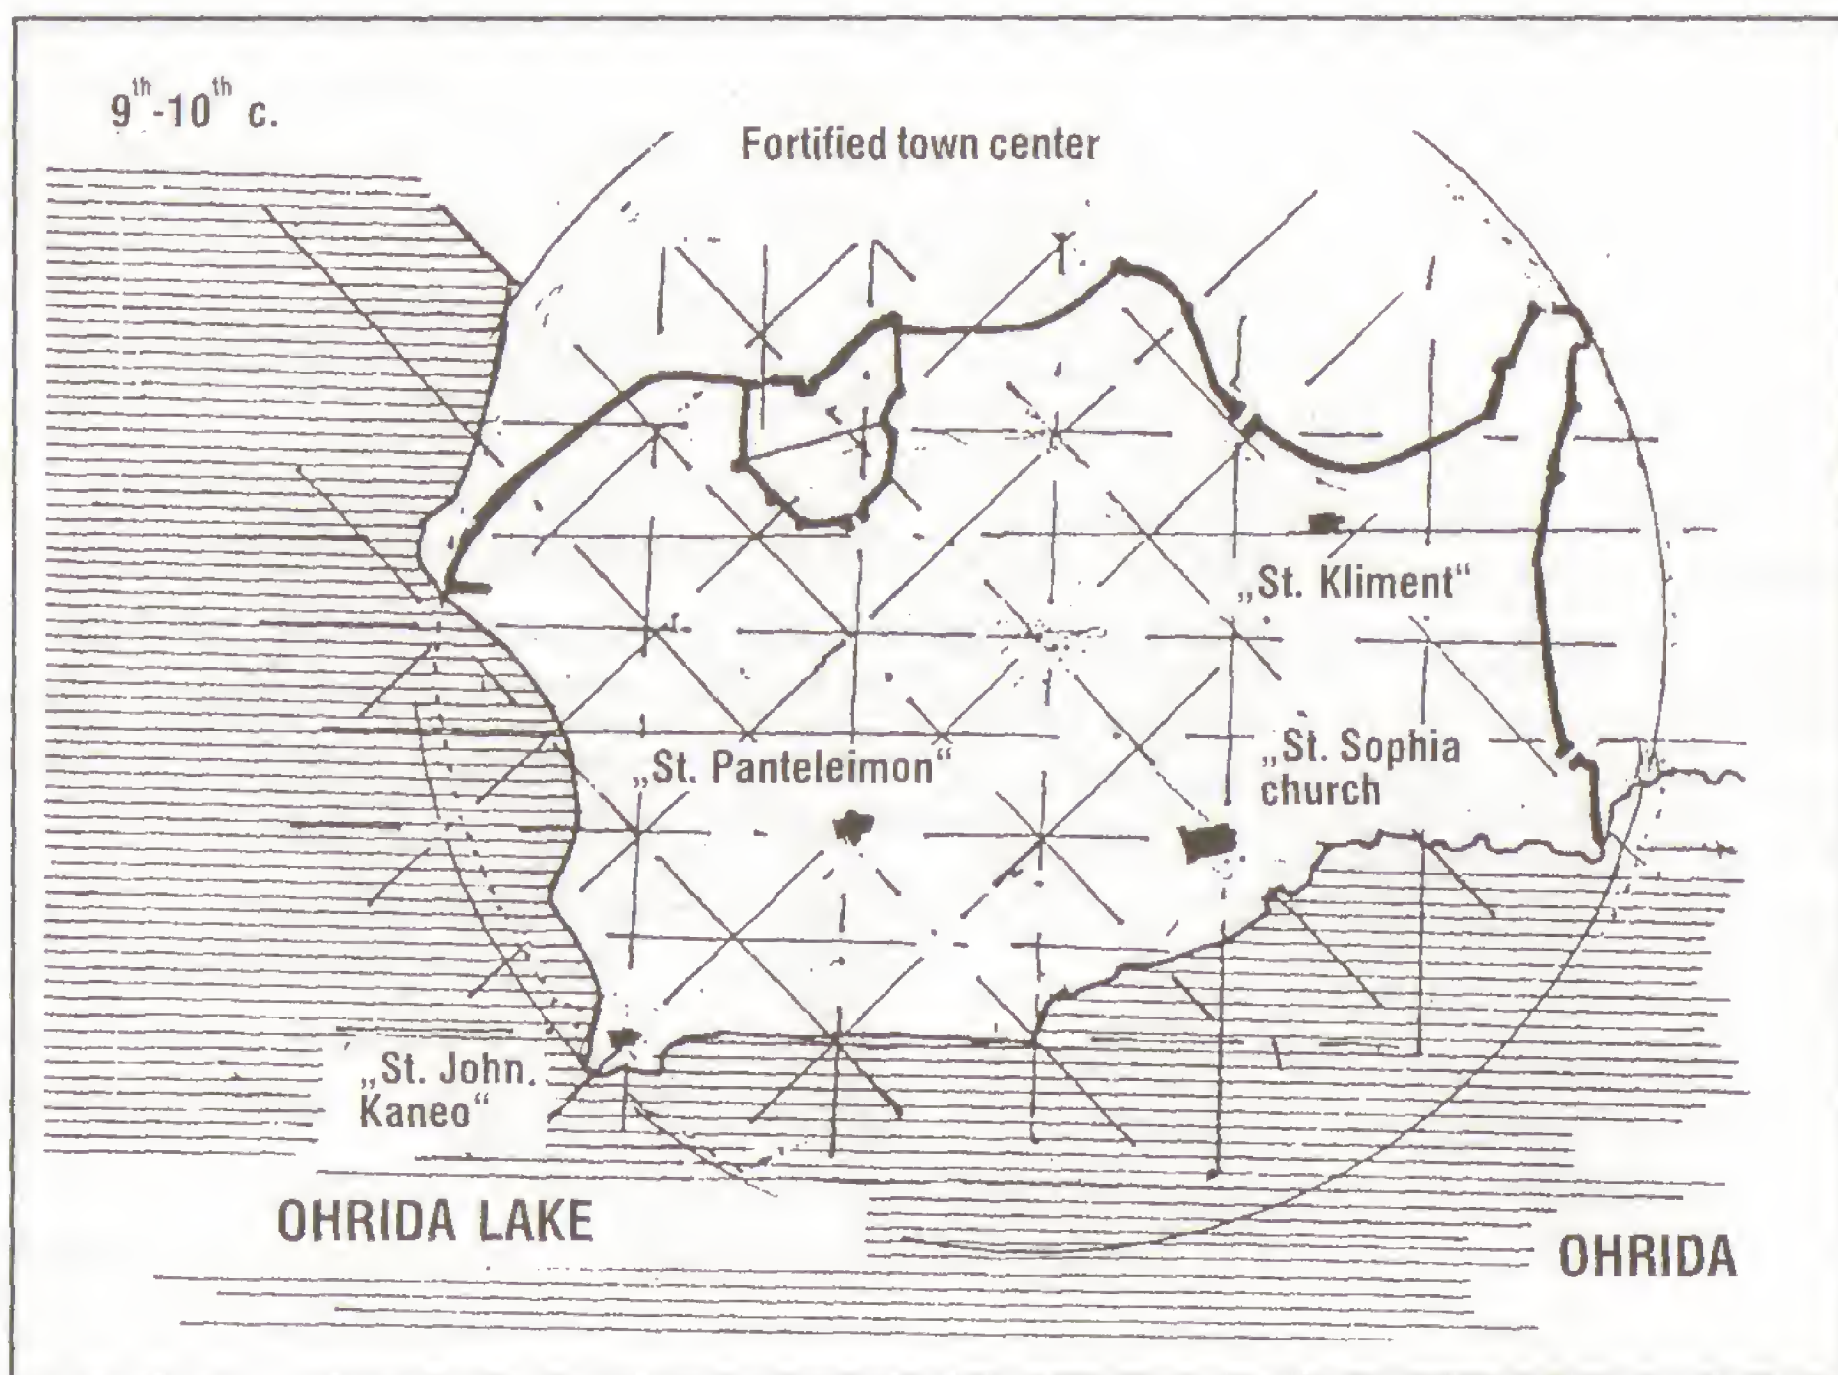 9th-10th c.
Fortified town center
„St. Kliment“
„St. Sophia
church
„St. Panteleimon“
„St. John.
Kaneo“
OHRIDA LAKE
OHRIDA